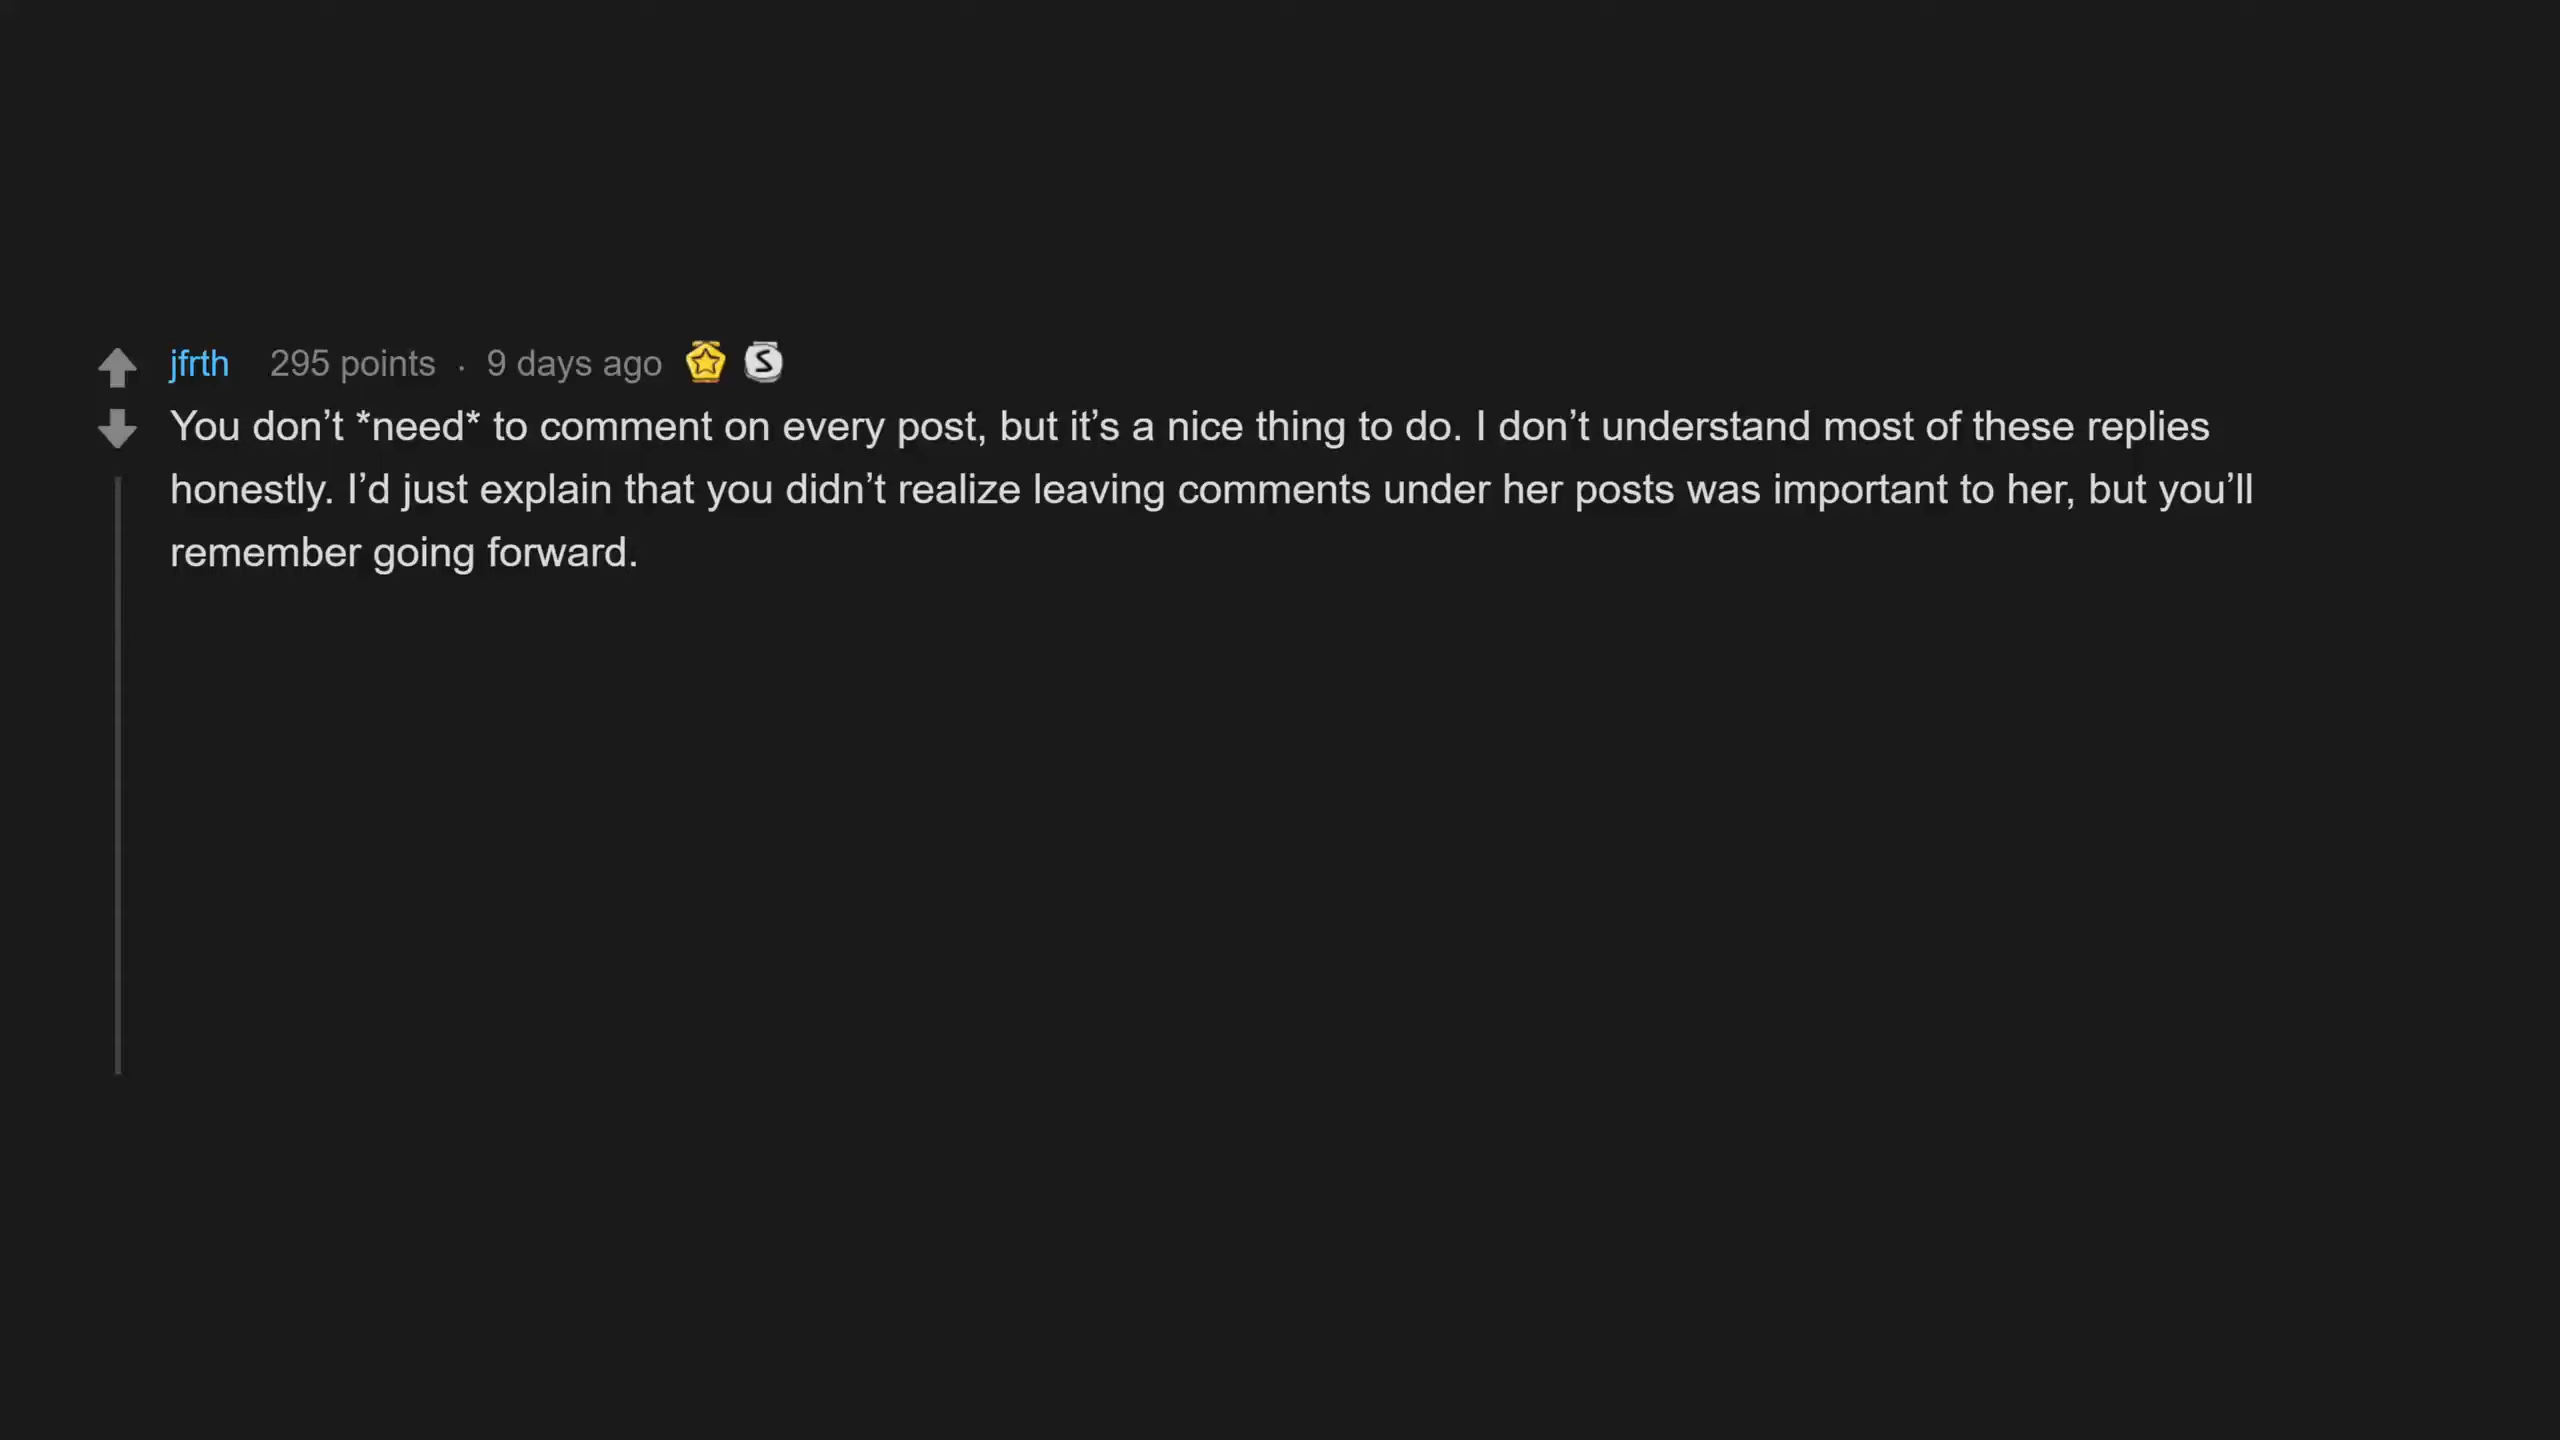 jfrth 295 points · 9 days ago S
You don’t *need* to comment on every post, but it’s a nice thing to do. I don’t understand most of these replies
honestly. I’d just explain that you didn’t realize leaving comments under her posts was important to her, but you’ll
remember going forward.